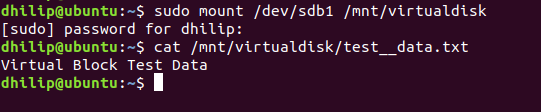 dhilip@ubuntu:~$ sudo mount /dev/sdb1 /mnt/virtualdisk
[sudo] password for dhilip:
dhilip@ubuntu:~$ cat /mnt/virtualdisk/test__data.txt
Virtual Block Test Data
dhilip@ubuntu:~$